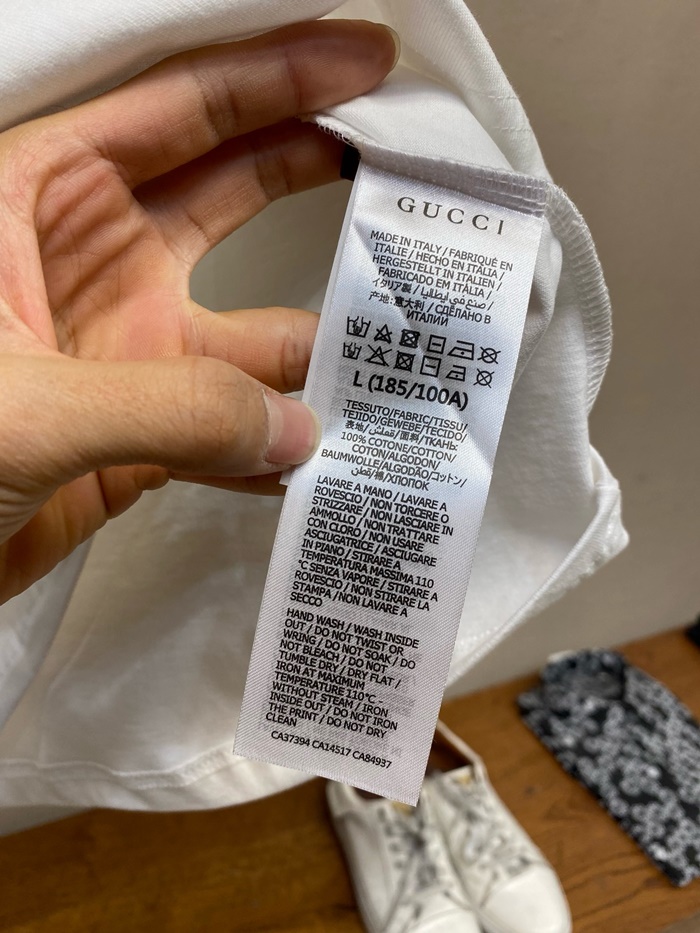 GUCCI
MADE IN ITALY / FABRIQUÉ EN
ITALIE / HECHO EN ITALIA /
HERGESTELLT IN ITALIEN /
FABRICADO EM ITÁLIA /
イタリア製 / صنع في ايطاليا /
产地:意大利 / СДЕЛАНО В
ИТАЛИИ
L (185/100A)
TESSUTO/FABRIC/TISSU/
TEJIDO/GEWEBE/TECIDO/
表地/قماش/面料/ТКАНЬ:
100% COTONE/COTTON/
COTON/ALGODON/
BAUMWOLLE/ALGODÃO/コットン/
قطن/棉/ХЛОПОК
LAVARE A MANO / LAVARE A
ROVESCIO / NON TORCERE O
STRIZZARE / NON LASCIARE IN
AMMOLLO / NON TRATTARE
CON CLORO / NON USARE
ASCIUGATRICE / ASCIUGARE
IN PIANO / STIRARE A
TEMPERATURA MASSIMA 110
°C SENZA VAPORE / STIRARE A
ROVESCIO / NON STIRARE LA
STAMPA / NON LAVARE A
SECCO
HAND WASH / WASH INSIDE
OUT / DO NOT TWIST OR
WRING / DO NOT SOAK / DO
NOT BLEACH / DO NOT
TUMBLE DRY / DRY FLAT /
IRON AT MAXIMUM
TEMPERATURE 110°C -
WITHOUT STEAM / IRON
INSIDE OUT / DO NOT IRON
THE PRINT / DO NOT DRY
CLEAN
CA37394 CA14517 CA84937